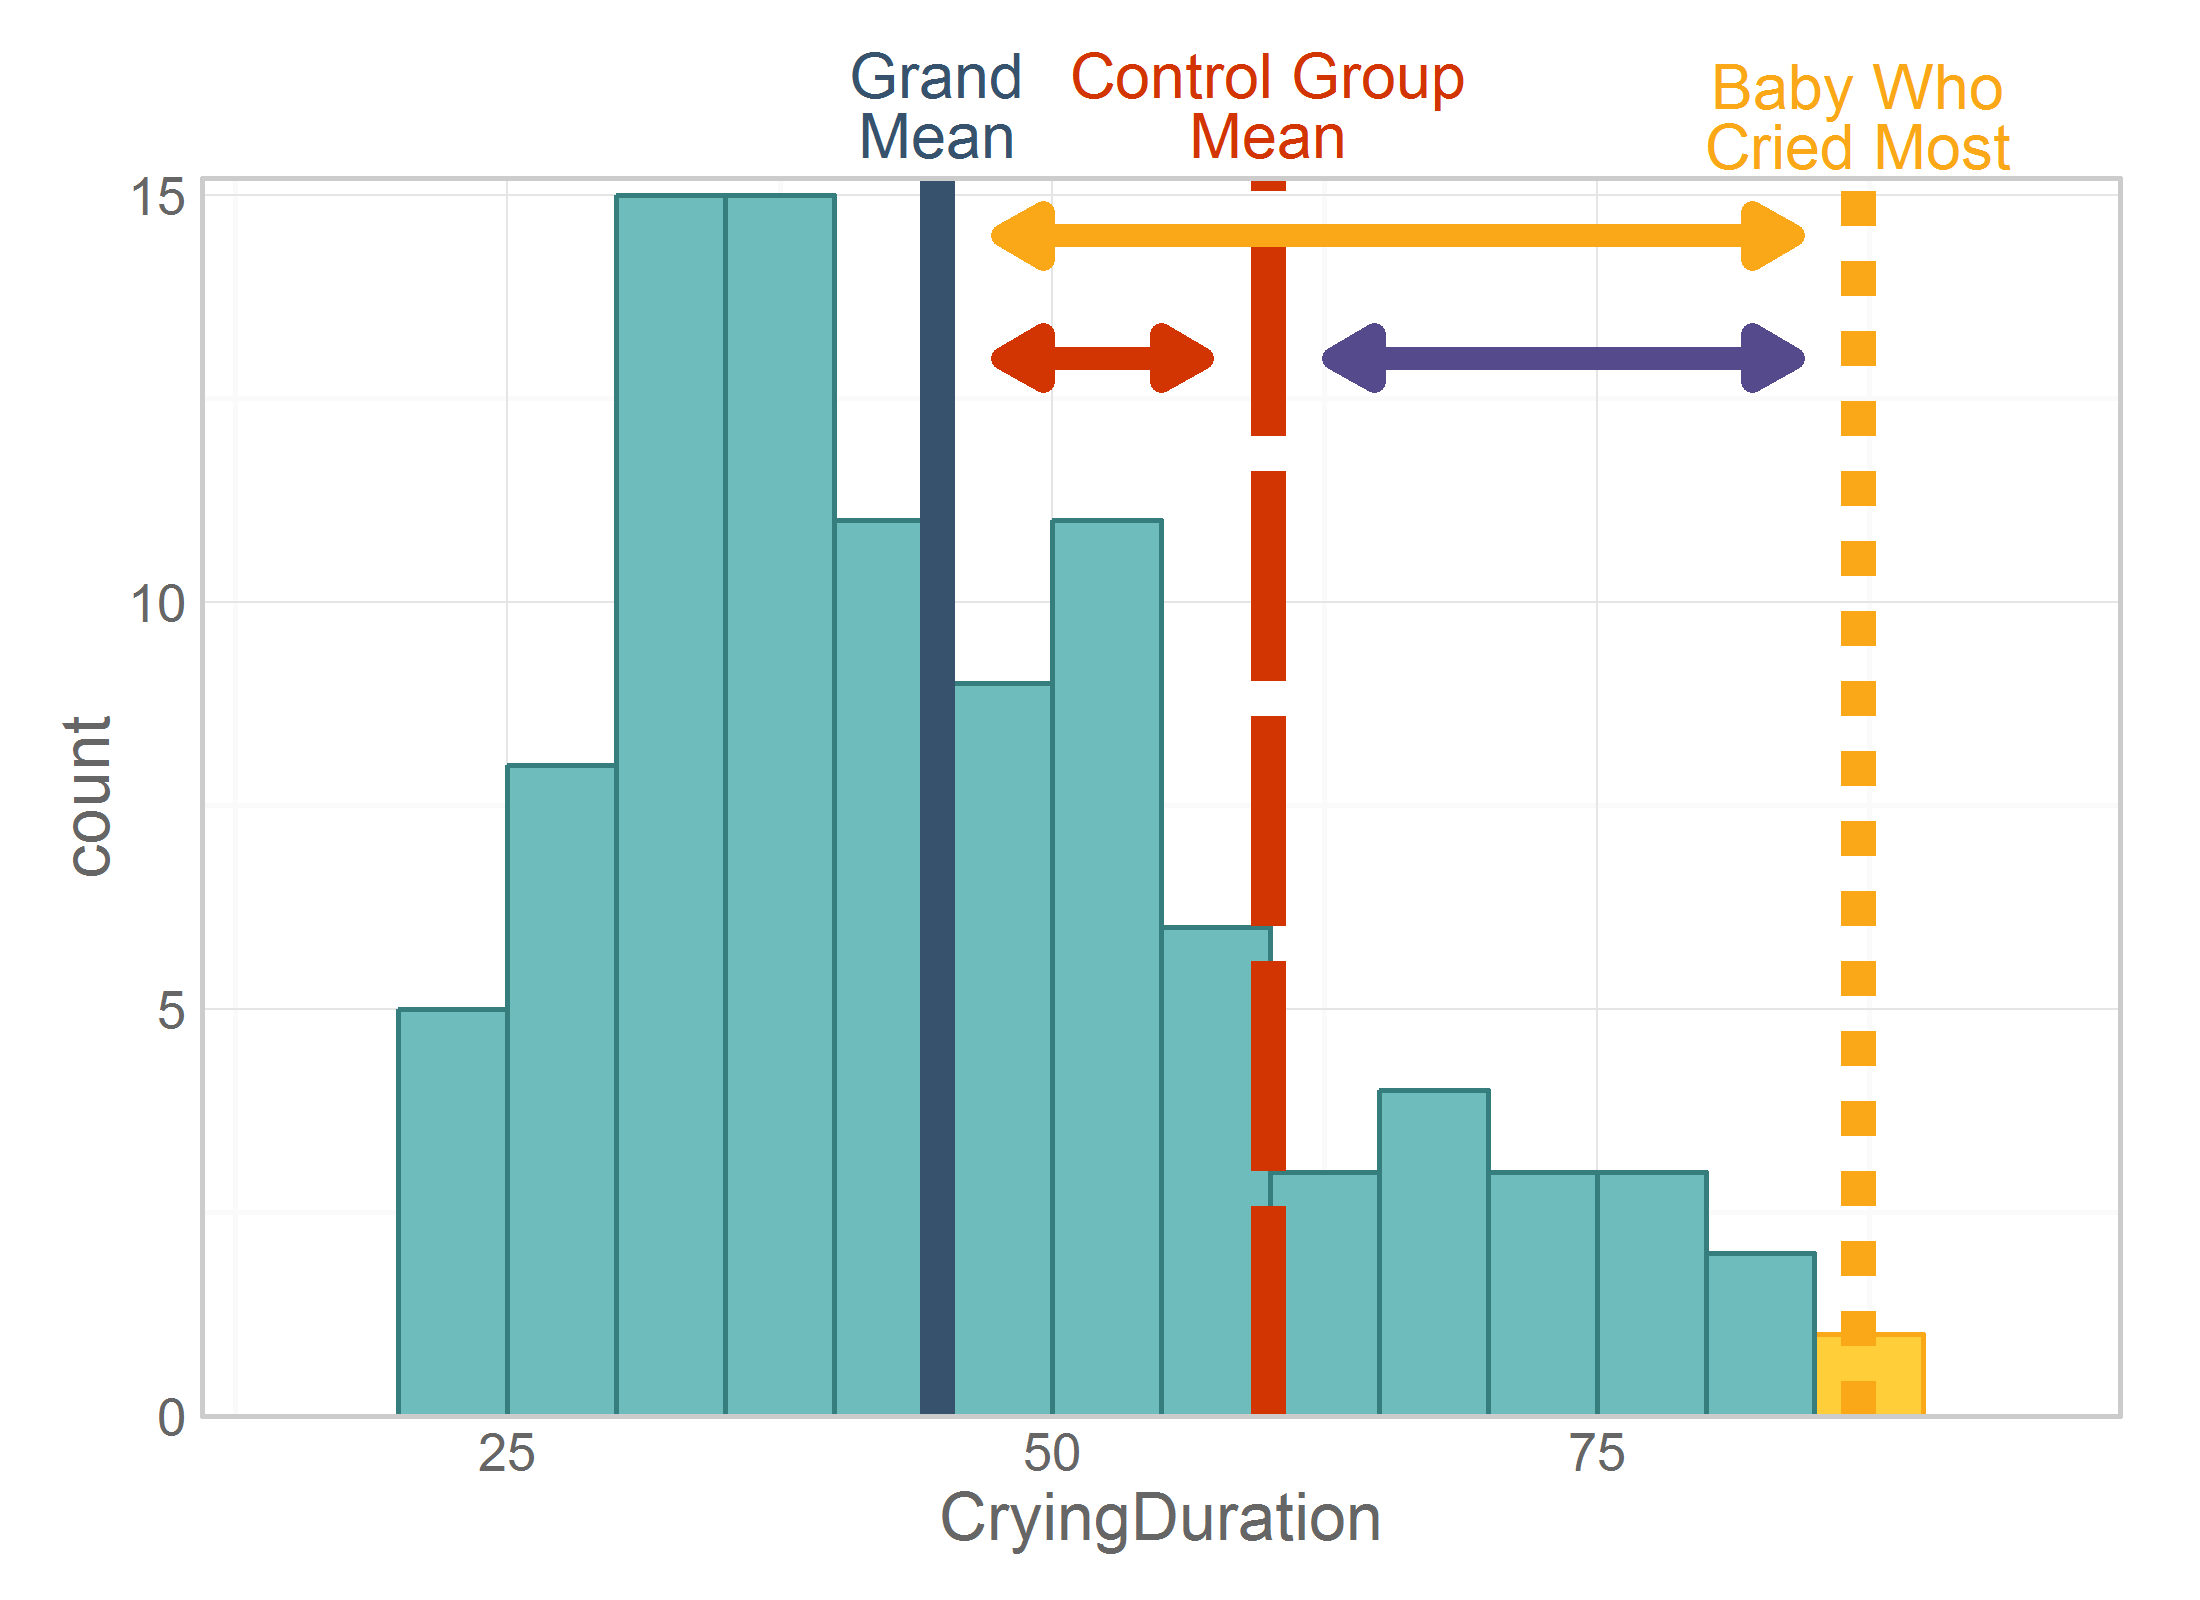 Grand
Mean
Control Group
Mean
Baby Who
Cried Most
15
10
5
0
count
25
50
75
CryingDuration